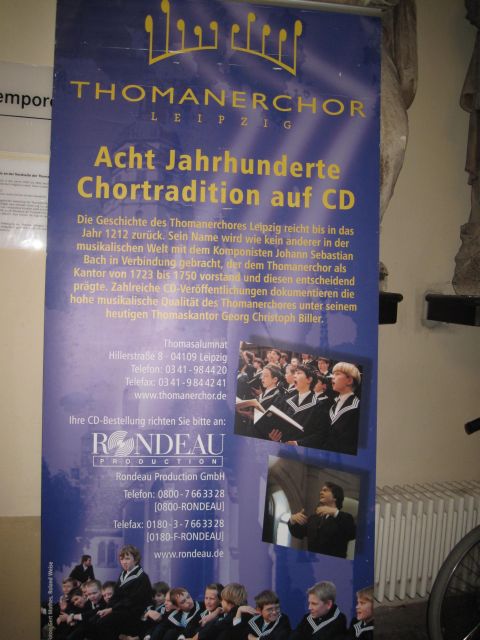 THOMANERCHOR
LEIPZIG
Acht Jahrhunderte
Chortradition auf CD
Die Geschichte des Thomanerchores Leipzig reicht bis in das
Jahr 1212 zurück. Sein Name wird wie kein anderer in der
musikalischen Welt mit dem Komponisten Johann Sebastian
Bach in Verbindung gebracht, der dem Thomanerchor als
Kantor von 1723 bis 1750 vorstand und diesen entscheidend
prägte. Zahlreiche CD-Veröffentlichungen dokumentieren die
hohe musikalische Qualität des Thomanerchores unter seinem
heutigen Thomaskantor Georg Christoph Biller.
Thomasalumnat
Hillerstraße 8 - 04109 Leipzig
Telefon: 03 41 - 98 44 20
Telefax: 03 41 - 9 84 42 41
www.thomanerchor.de
Ihre CD-Bestellung richten Sie bitte an:
RONDEAU
PRODUCTION
Rondeau Production GmbH
Telefon: 0800 - 7 66 33 28
[0800-RONDEAU]
Telefax: 0180 - 3 - 7 66 33 28
[0180-F-RONDEAU]
www.rondeau.de
emporе